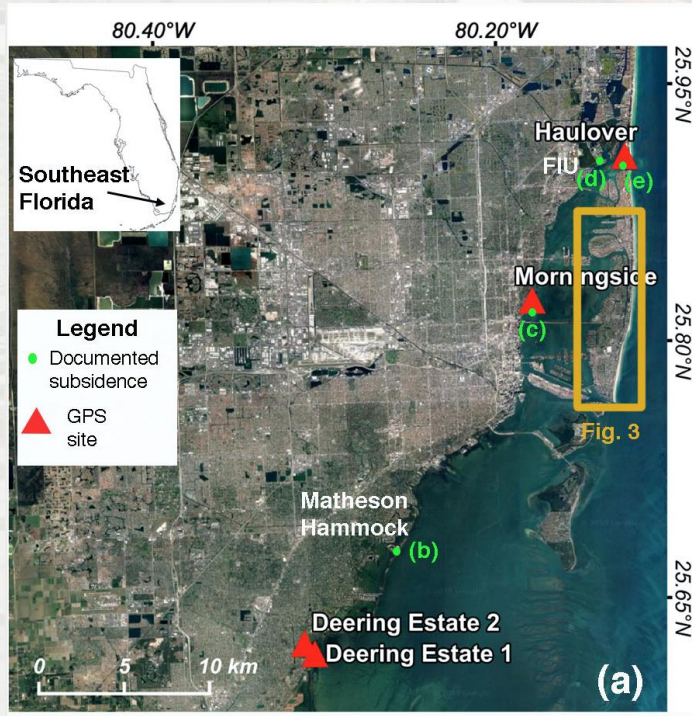 80.40°W
80.20°W
25.95°N
Southeast
Florida
Haulover
FIU
(d)
(e)
Morningside
(c)
25.80°N
Legend
Documented
subsidence
GPS
site
Fig. 3
Matheson
Hammock
(b)
25.65°N
Deering Estate 2
Deering Estate 1
0 5 10 km
(a)